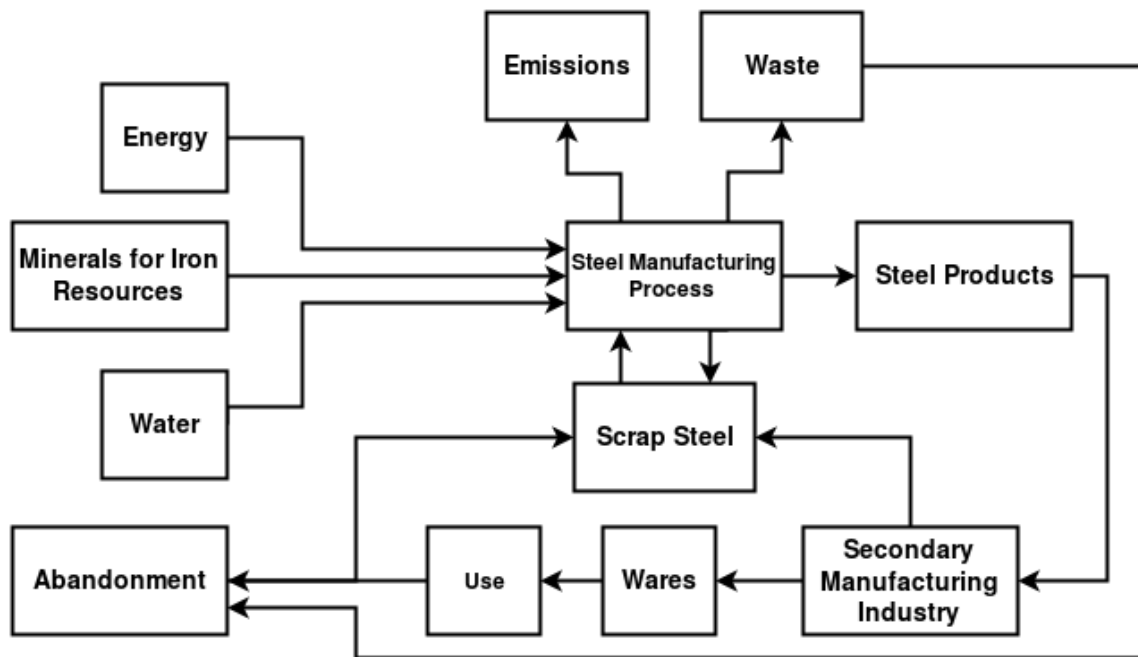 Emissions
Waste
Energy
Minerals for Iron
Resources
Steel Manufacturing
Process
Steel Products
Water
Scrap Steel
Abandonment
Use
Wares
Secondary
Manufacturing
Industry